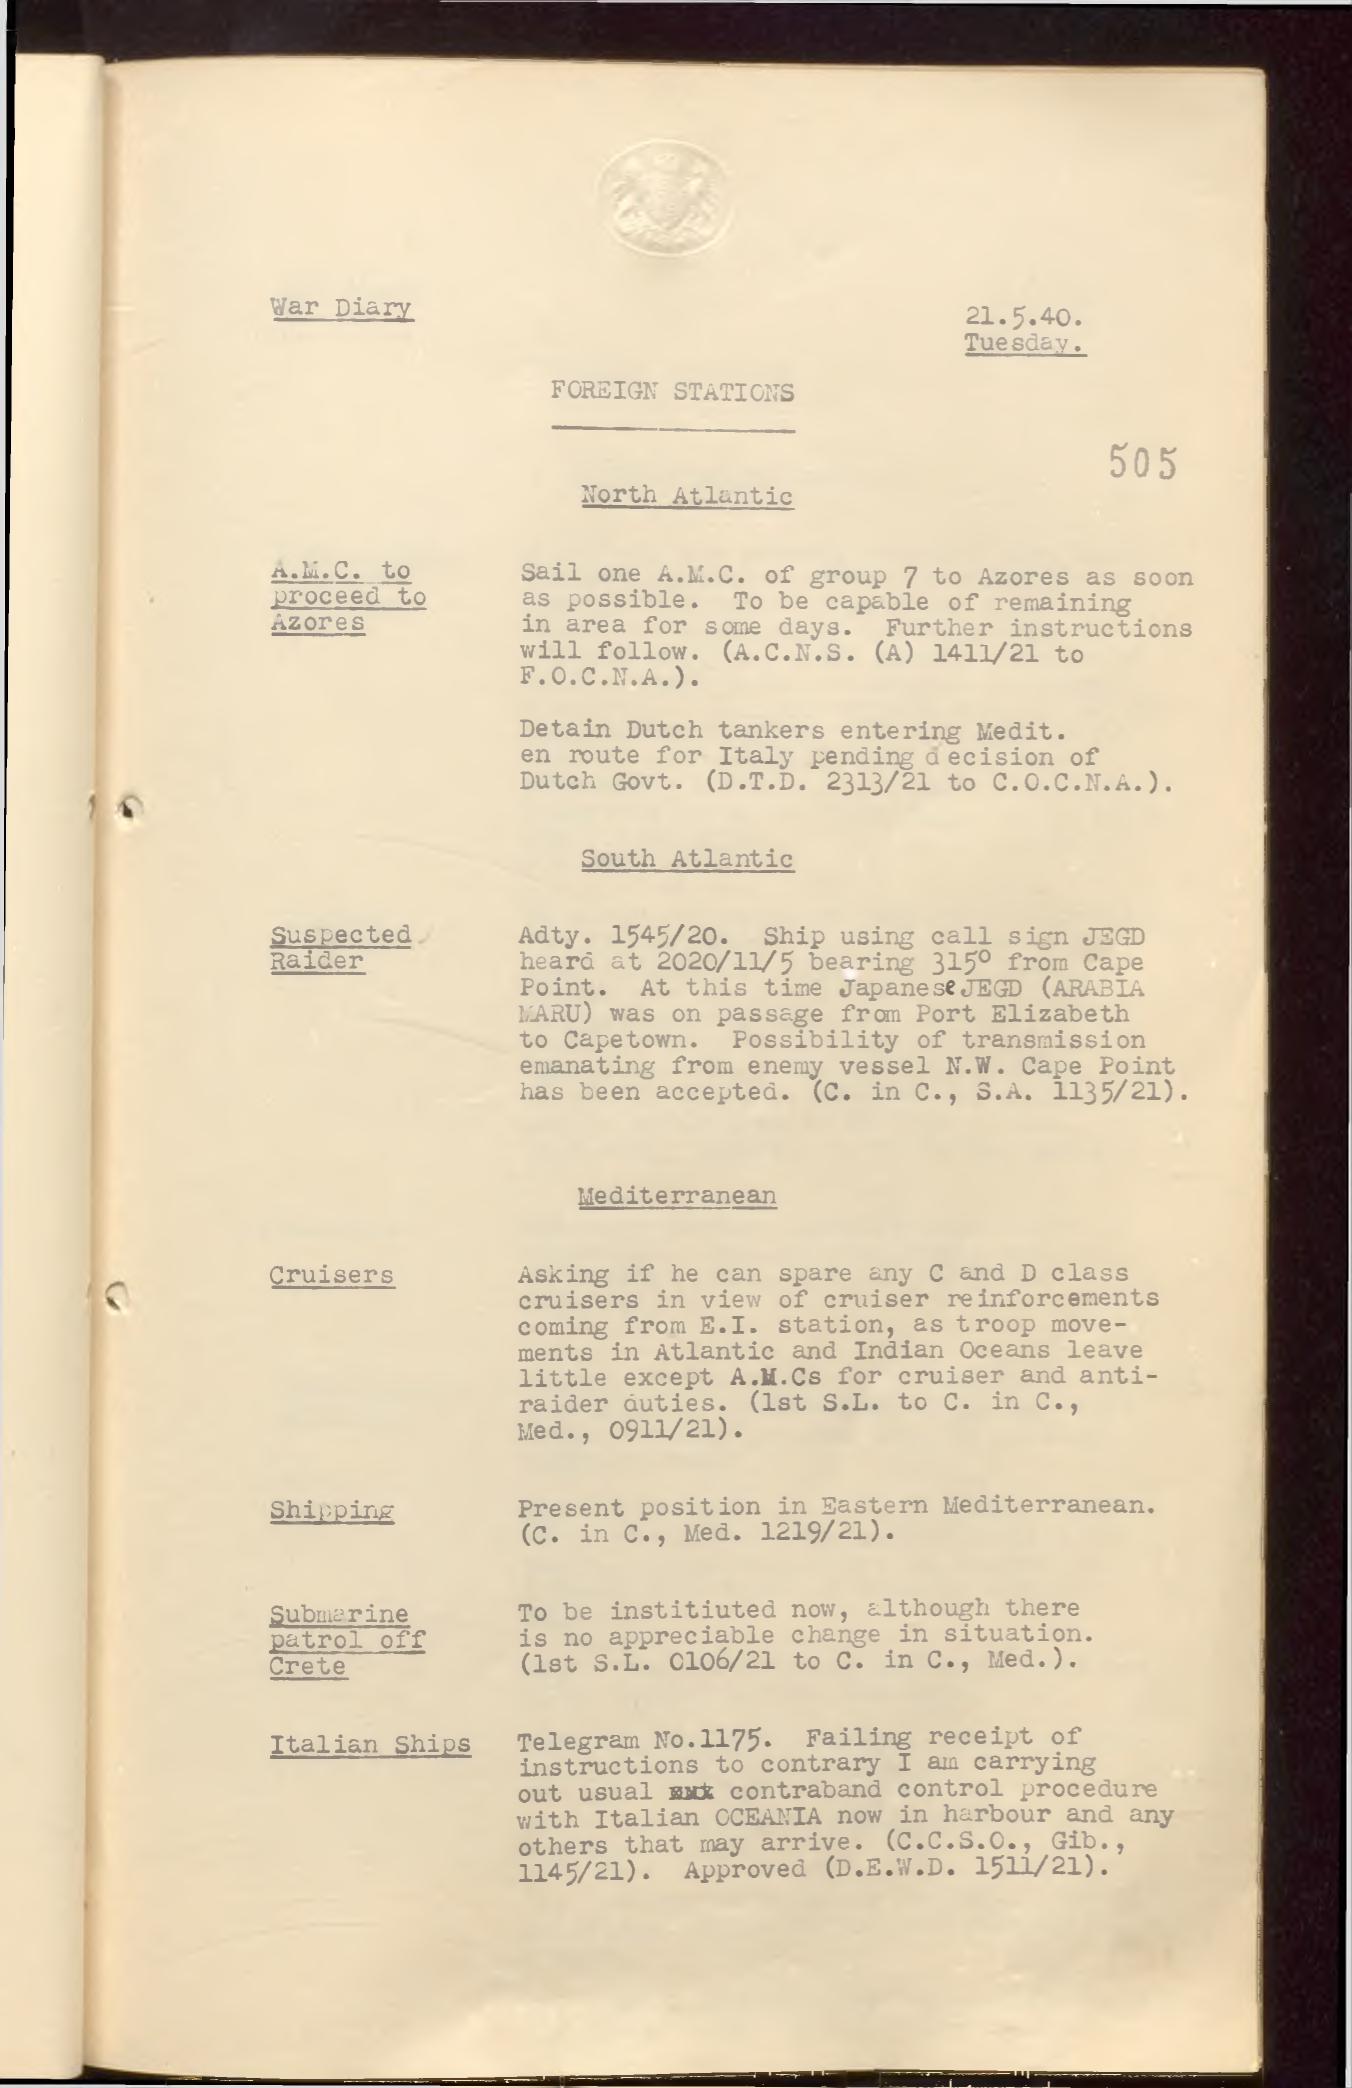 War Diary
21.5.40.
Tuesday.
FOREIGN STATIONS
505
North Atlantic
A.M.C. to
proceed to
Azores
Sail one A.M.C. of group 7 to Azores as soon
as possible. To be capable of remaining
in area for some days. Further instructions
will follow. (A.C.N.S. (A) 1411/21 to
F.O.C.N.A.).
Detain Dutch tankers entering Medit.
en route for Italy pending decision of
Dutch Govt. (D.T.D. 2313/21 to C.O.C.N.A.).
South Atlantic
Suspected
Raider
Adty. 1545/20. Ship using call sign JEGD
heard at 2020/11/5 bearing 315° from Cape
Point. At this time Japanese JEGD (ARABIA
MARU) was on passage from Port Elizabeth
to Capetown. Possibility of transmission
emanating from enemy vessel N.W. Cape Point
has been accepted. (C. in C., S.A. 1135/21).
Mediterranean
Cruisers
Asking if he can spare any C and D class
cruisers in view of cruiser reinforcements
coming from E.I. station, as troop move-
ments in Atlantic and Indian Oceans leave
little except A.M.Cs for cruiser and anti-
raider duties. (1st S.L. to C. in C.,
Med., 0911/21).
Shipping
Present position in Eastern Mediterranean.
(C. in C., Med. 1219/21).
Submarine
patrol off
Crete
To be institiuted now, although there
is no appreciable change in situation.
(1st S.L. 0106/21 to C. in C., Med.).
Italian Ships
Telegram No.1175. Failing receipt of
instructions to contrary I am carrying
out usual contraband control procedure
with Italian OCEANIA now in harbour and any
others that may arrive. (C.C.S.O., Gib.,
1145/21). Approved (D.E.W.D. 1511/21).